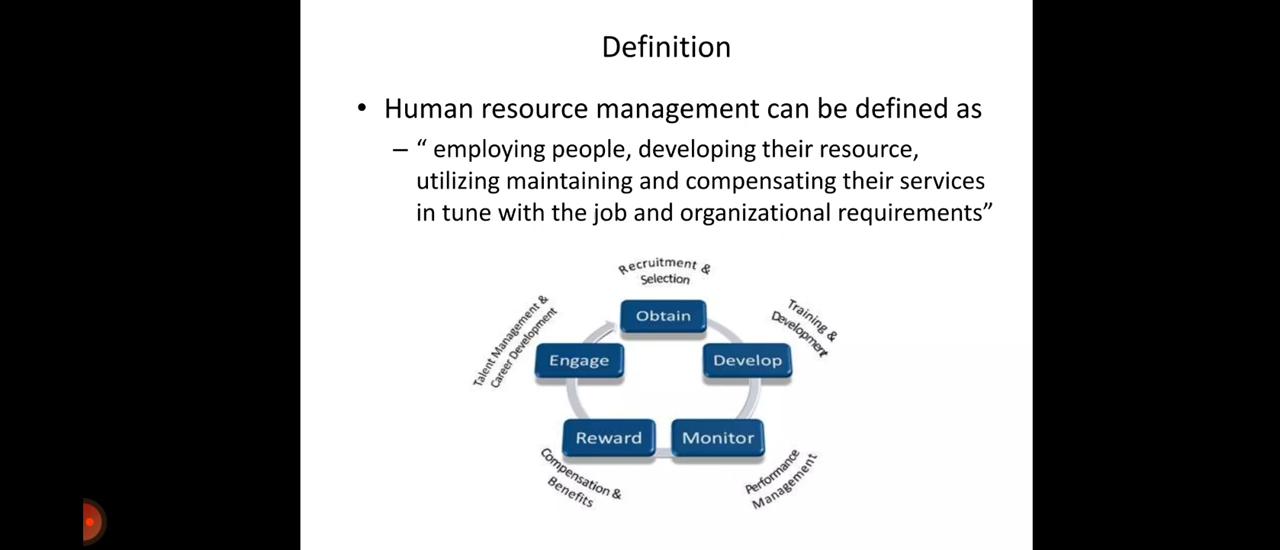 Definition
• Human resource management can be defined as
– “ employing people, developing their resource,
utilizing maintaining and compensating their services
in tune with the job and organizational requirements”
Recruitment &
Selection
Obtain
Training &
Development
Develop
Monitor
Performance
Management
Reward
Compensation &
Benefits
Engage
Talent Management &
Career Development